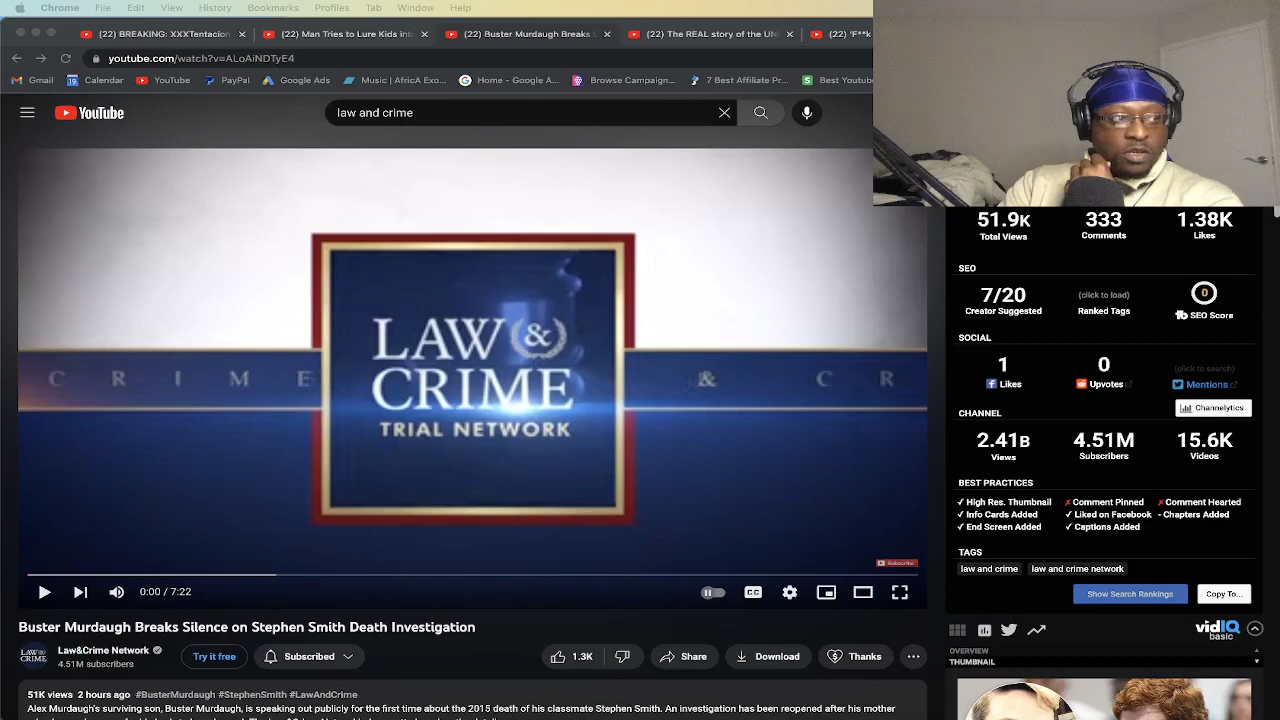 Chrome File Edit View History Bookmarks Profiles Tab Window Help
(22) BREAKING: XXXTentacion (22) Man Tries to Lure Kids into (22) Buster Murdaugh Breaks S (22) The REAL story of the UN (22) 'F**k
youtube.com/watch?v=ALoAiNDTyE4
Gmail Calendar YouTube PayPal Google Ads Music | AfricA Exo... Home - Google A... Browse Campaign... 7 Best Affiliate Pr... Best Youtub
YouTube
law and crime
C R I M E & C R
LAW &
CRIME
TRIAL NETWORK
Subscribe
0:00 / 7:22
CC
Buster Murdaugh Breaks Silence on Stephen Smith Death Investigation
LAW&
CRIME
Law&Crime Network
4.51M subscribers
Try it free
Subscribed
1.3K
Share
Download
Thanks
51K views 2 hours ago #BusterMurdaugh #StephenSmith #LawAndCrime
Alex Murdaugh's surviving son, Buster Murdaugh, is speaking out publicly for the first time about the 2015 death of his classmate Stephen Smith. An investigation has been reopened after his mother
51.9K 333 1.38K
Total Views Comments Likes
SEO
7/20 (click to load) 0
Creator Suggested Ranked Tags SEO Score
SOCIAL
1 0 (click to search)
Likes Upvotes Mentions
Channelytics
CHANNEL
2.41B 4.51M 15.6K
Views Subscribers Videos
BEST PRACTICES
✓ High Res. Thumbnail ✗ Comment Pinned ✗ Comment Hearted
✓ Info Cards Added ✓ Liked on Facebook - Chapters Added
✓ End Screen Added ✓ Captions Added
TAGS
law and crime law and crime network
Show Search Rankings Copy To...
vidIQ
basic
OVERVIEW
THUMBNAIL